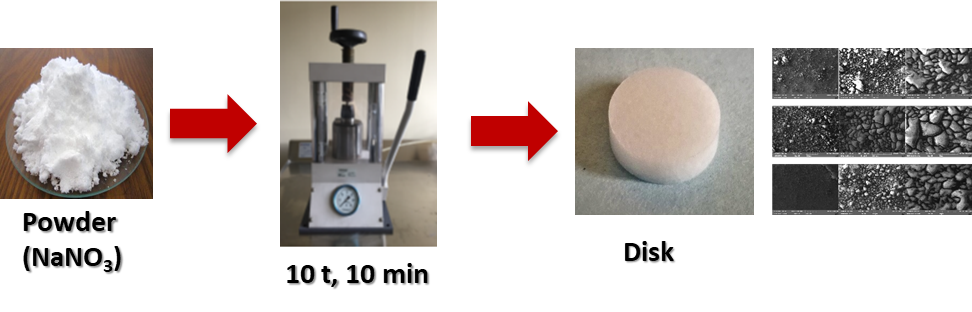 Powder
(NaNO₃)
10 t, 10 min
Disk